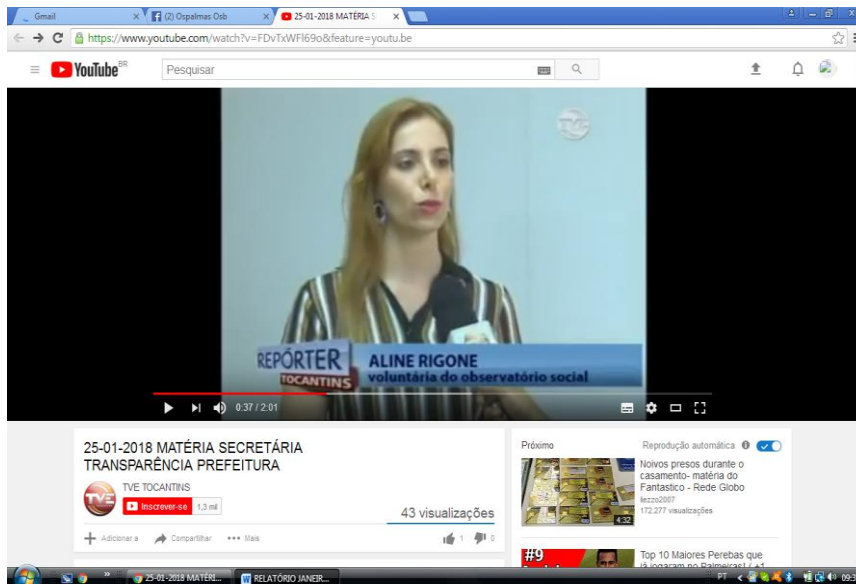 Gmail
(2) Ospalmas Osb
25-01-2018 MATÉRIA S
https://www.youtube.com/watch?v=FDvTxWFl69o&feature=youtu.be
YouTube BR
Pesquisar
TVE
REPÓRTER
TOCANTINS
ALINE RIGONE
voluntária do observatório social
0:37 / 2:01
25-01-2018 MATÉRIA SECRETÁRIA
TRANSPARÊNCIA PREFEITURA
TVE
TVE TOCANTINS
Inscrever-se 1,3 mil
43 visualizações
Adicionar a Compartilhar Mais
1 0
Próximo
Reprodução automática
4:32
Noivos presos durante o
casamento- matéria do
Fantastico - Rede Globo
kezzo2007
172.277 visualizações
#9
Top 10 Maiores Perebas que
já jogaram no Palmeiras! ( +1
25-01-2018 MATÉRI...
RELATÓRIO JANEIR...
PT